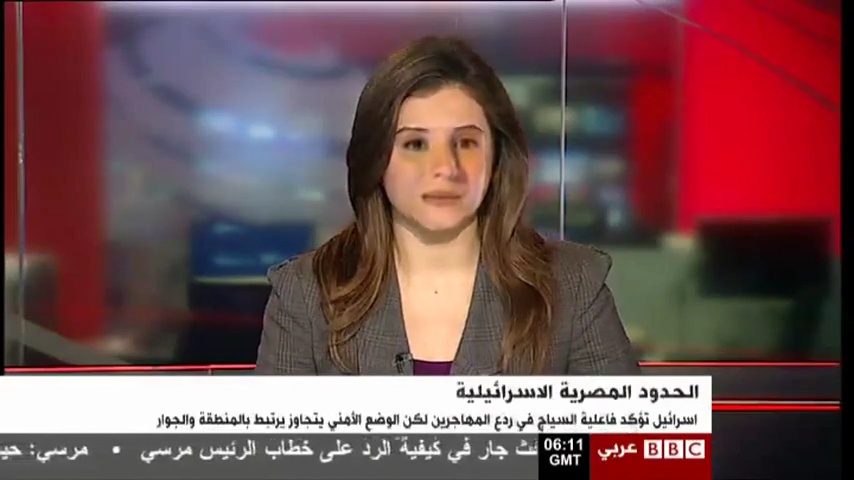 الحدود المصرية الاسرائيلية
اسرائيل تؤكد فاعلية السياج في ردع المهاجرين لكن الوضع الأمني يتجاوز يرتبط بالمنطقة والجوار
BBC عربي
06:11
GMT
جار في كيفية الرد على خطاب الرئيس مرسي • مرسي: